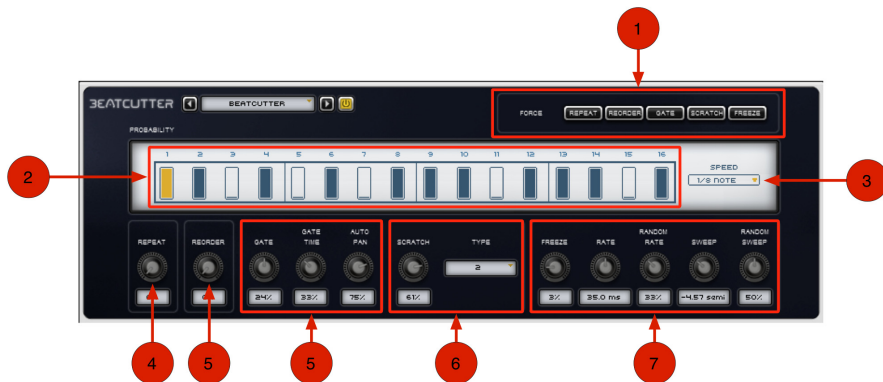 1
BEATCUTTER
BEATCUTTER
FORCE REPEAT REORDER GATE SCRATCH FREEZE
PROBABILITY
1 2 3 4 5 6 7 8 9 10 11 12 13 14 15 16
SPEED
1/8 NOTE
2
3
REPEAT REORDER GATE GATE TIME AUTO PAN SCRATCH TYPE FREEZE RATE RANDOM RATE SWEEP RANDOM SWEEP
2
24% 33% 75% 61% 3% 35.0 ms 33% -4.57 semi 50%
4 5 5 6 7